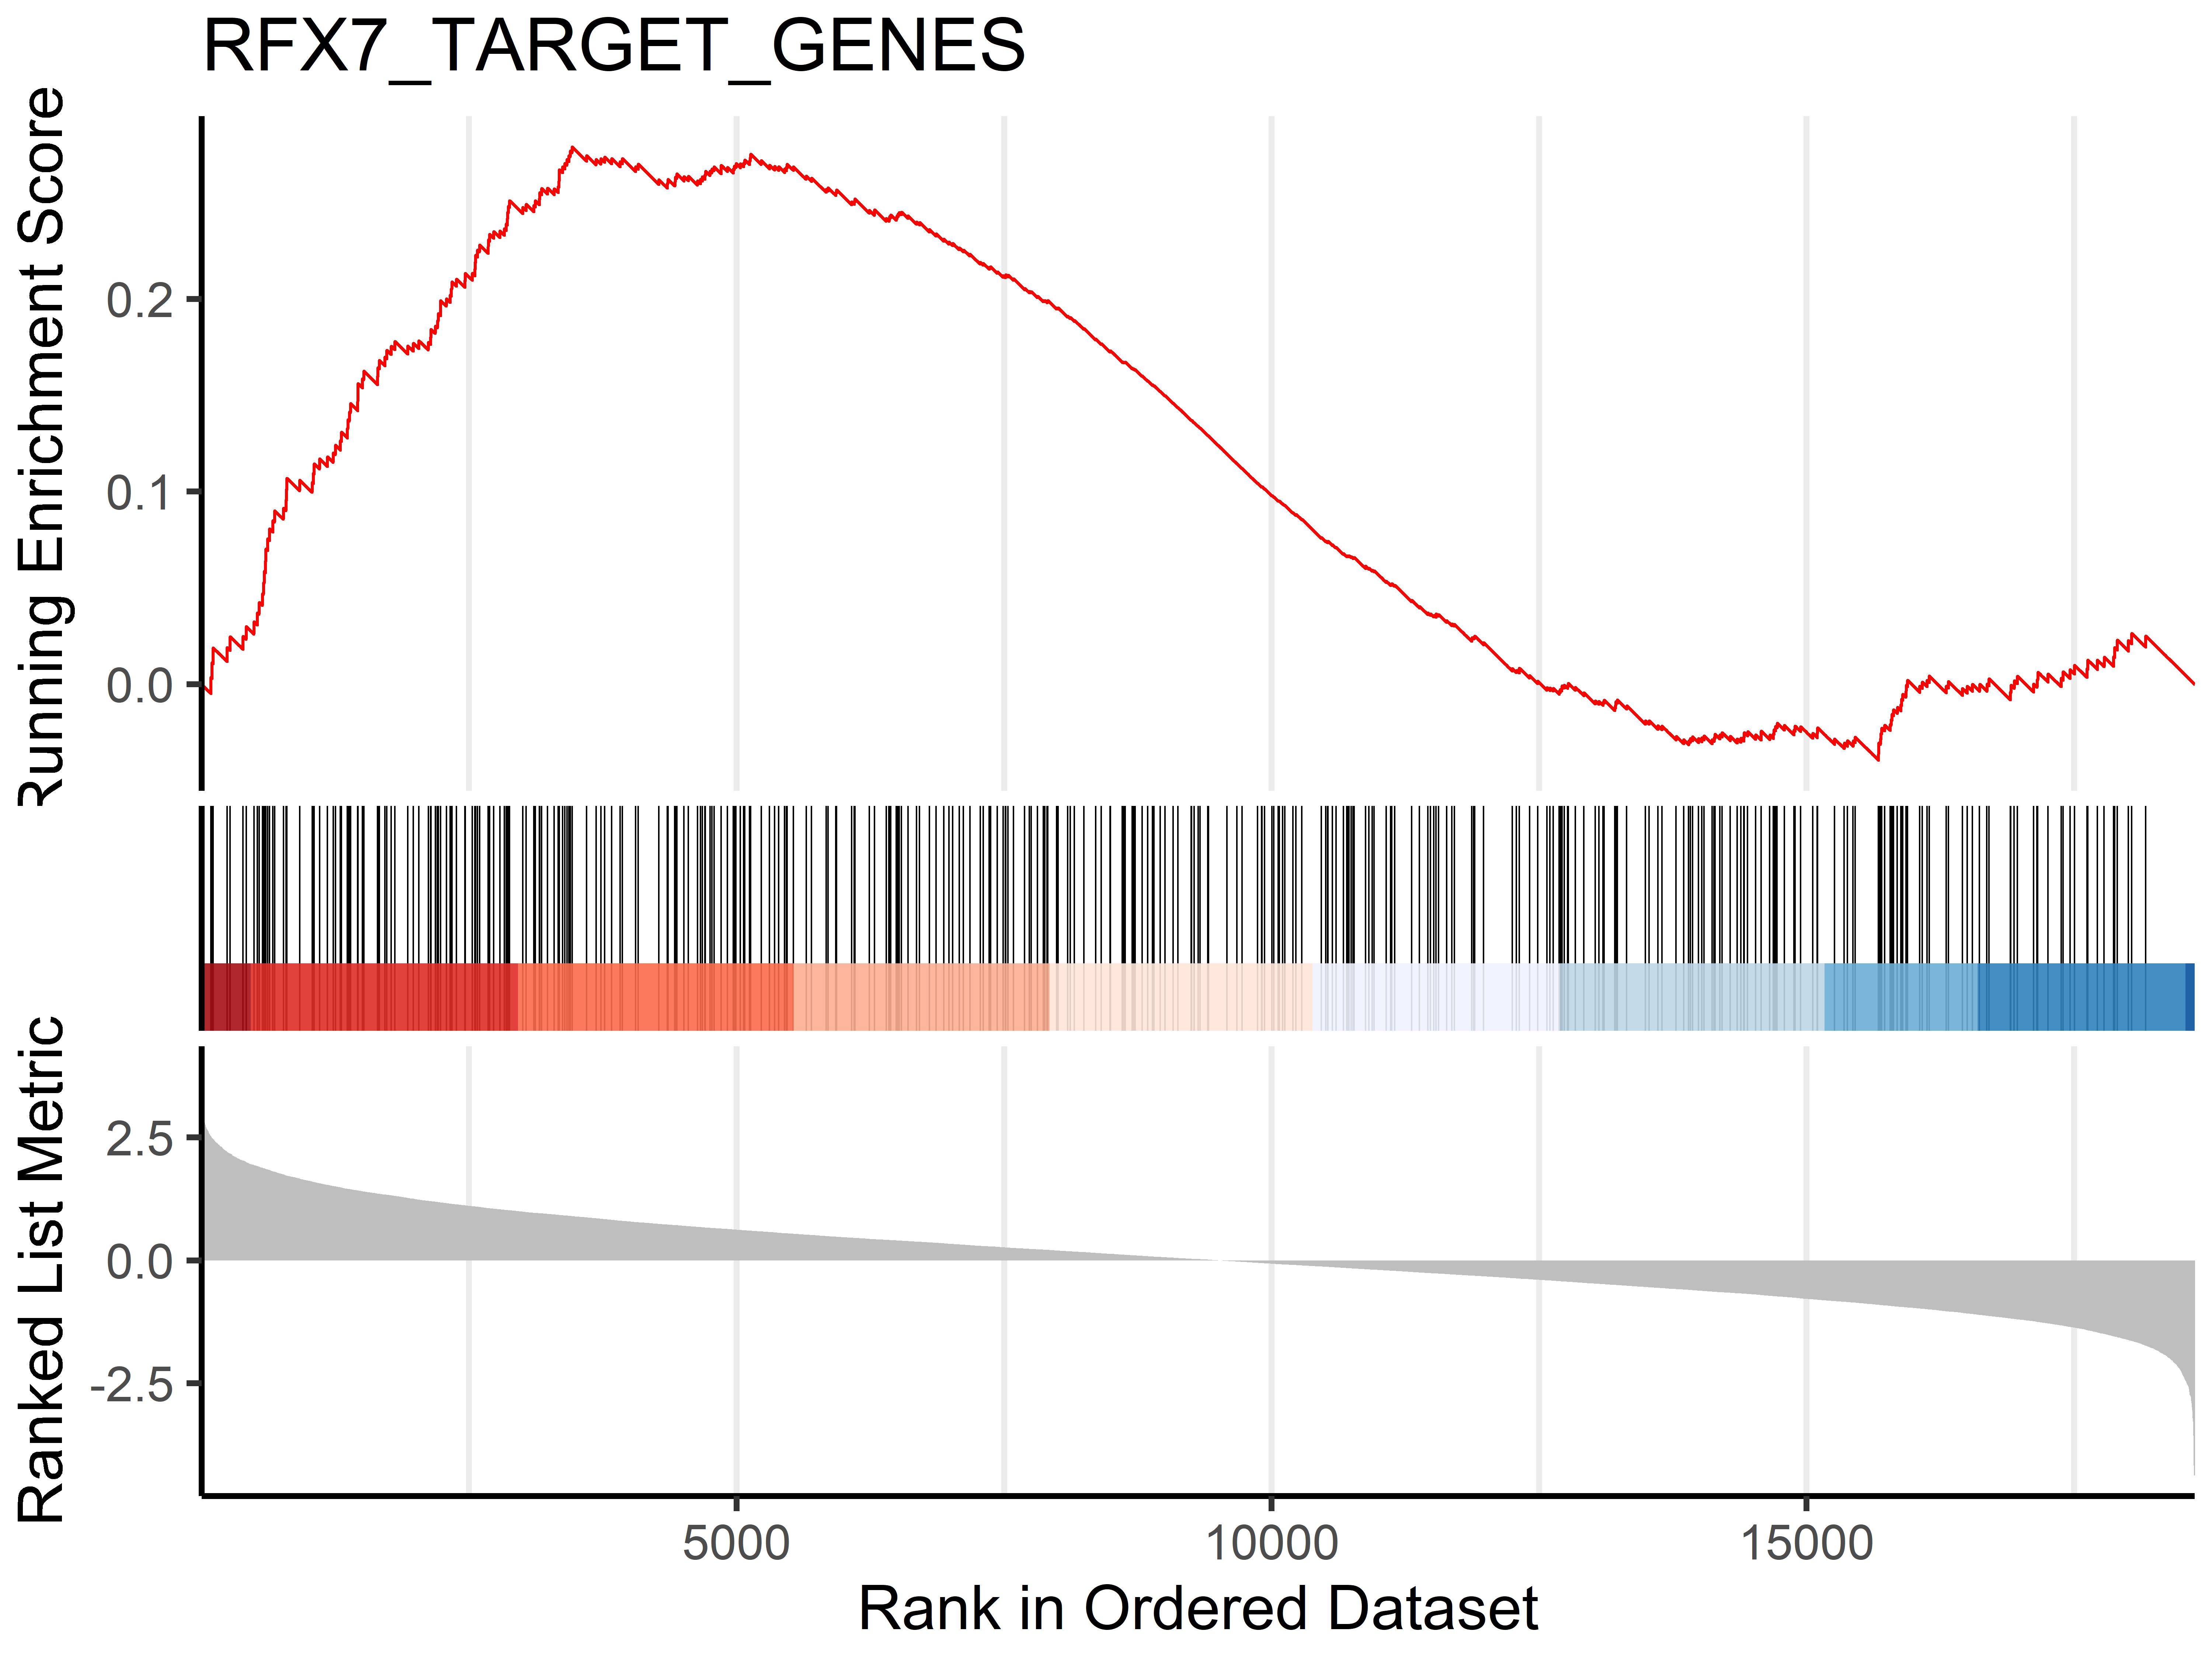 RFX7_TARGET_GENES
Running Enrichment Score
0.2
0.1
0.0
Ranked List Metric
2.5
0.0
-2.5
5000
10000
15000
Rank in Ordered Dataset